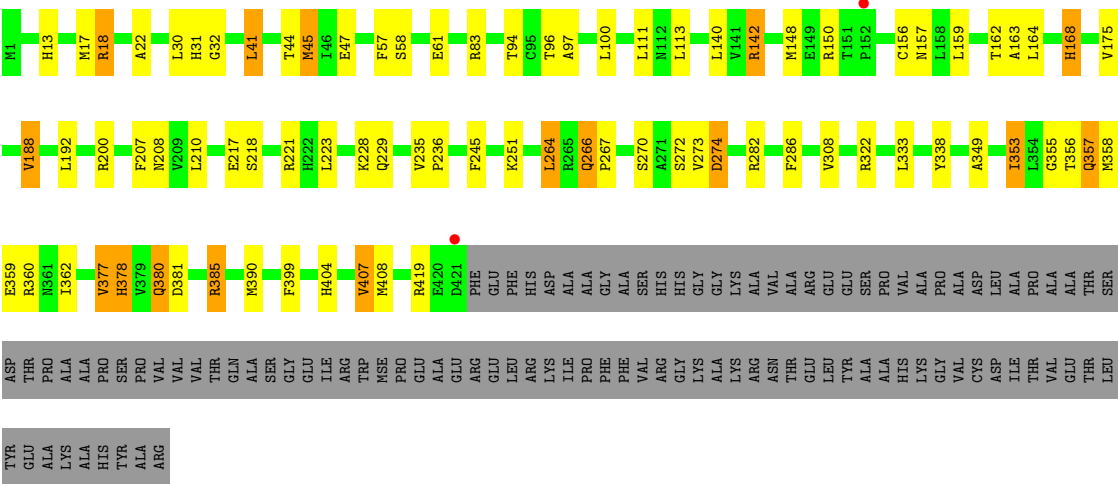 M1 H13 M17 R18 A22 L30 H31 G32 L41 T44 M45 I46 E47 F57 S58 E61 R83 T94 C95 T96 A97 L100 L111 N112 L113 L140 V141 R142 M148 E149 R150 T151 P152 C156 N157 L158 L159 T162 A163 L164 H168 V175
V188 L192 R200 F207 N208 V209 L210 E217 S218 R221 H222 L223 K228 Q229 V235 P236 F245 K251 L264 R265 Q266 P267 S270 A271 S272 V273 D274 R282 F286 V308 R322 L333 Y338 A349 I353 L354 G355 T356 Q357 M358
E359 R360 N361 I362 V377 H378 V379 Q380 D381 R385 M390 F399 H404 V407 M408 R419 E420 D421 PHE GLU PHE HIS ASP ALA ALA GLY ALA SER HIS HIS GLY GLY LYS ALA VAL ALA ARG GLU GLU SER PRO VAL ALA PRO ALA ASP LEU ALA PRO ALA ALA THR SER
ASP THR PRO ALA ALA PRO SER PRO VAL VAL VAL THR GLN ALA SER GLY GLU ILE ARG TRP MSE PRO GLU ALA GLU ARG GLU LEU ARG LYS ILE PRO PHE PHE VAL ARG GLY LYS ALA LYS ARG ASN THR GLU LEU TYR ALA ALA HIS LYS GLY VAL CYS ASP ILE THR VAL GLU THR LEU
TYR GLU ALA LYS ALA HIS TYR ALA ARG